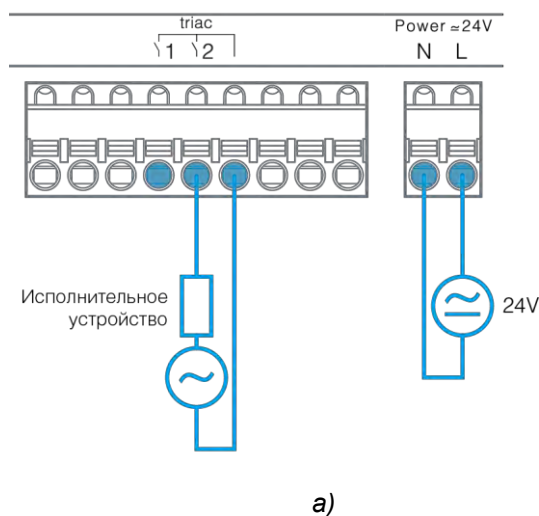 triac
1 2
Power ≃24V
N L
Исполнительное
устройство
24V
а)